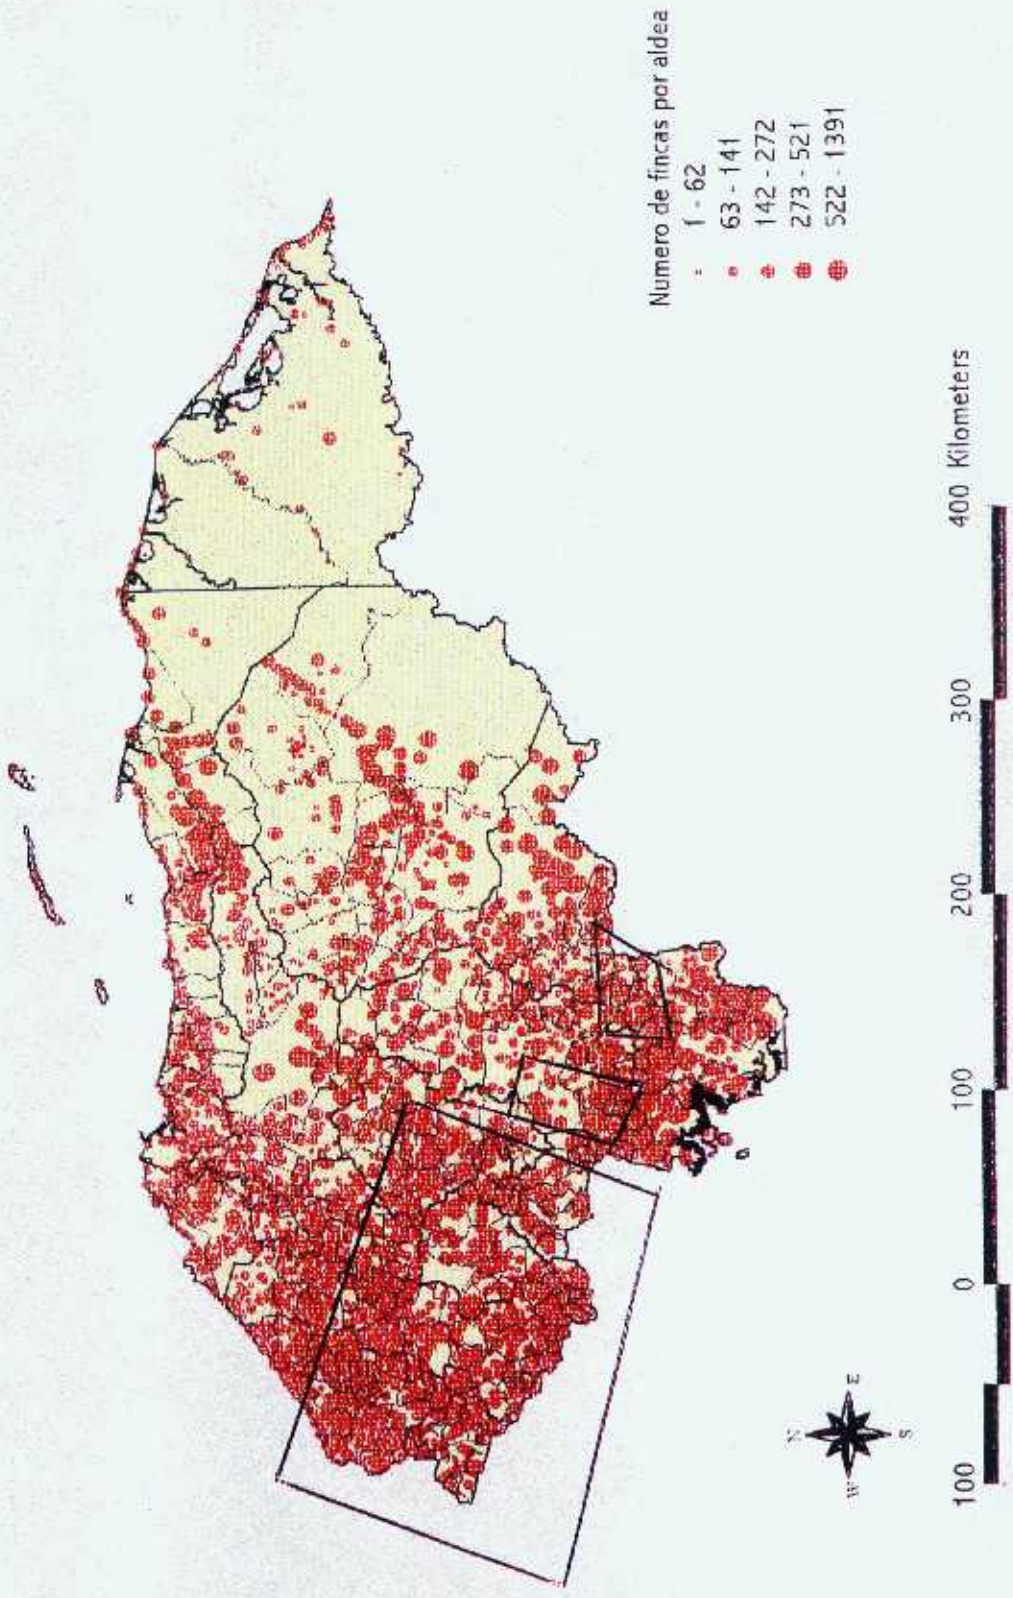 Numero de fincas por aldea
1 - 62
63 - 141
142 - 272
273 - 521
522 - 1391
N
W E
S
100 0 100 200 300 400 Kilometers